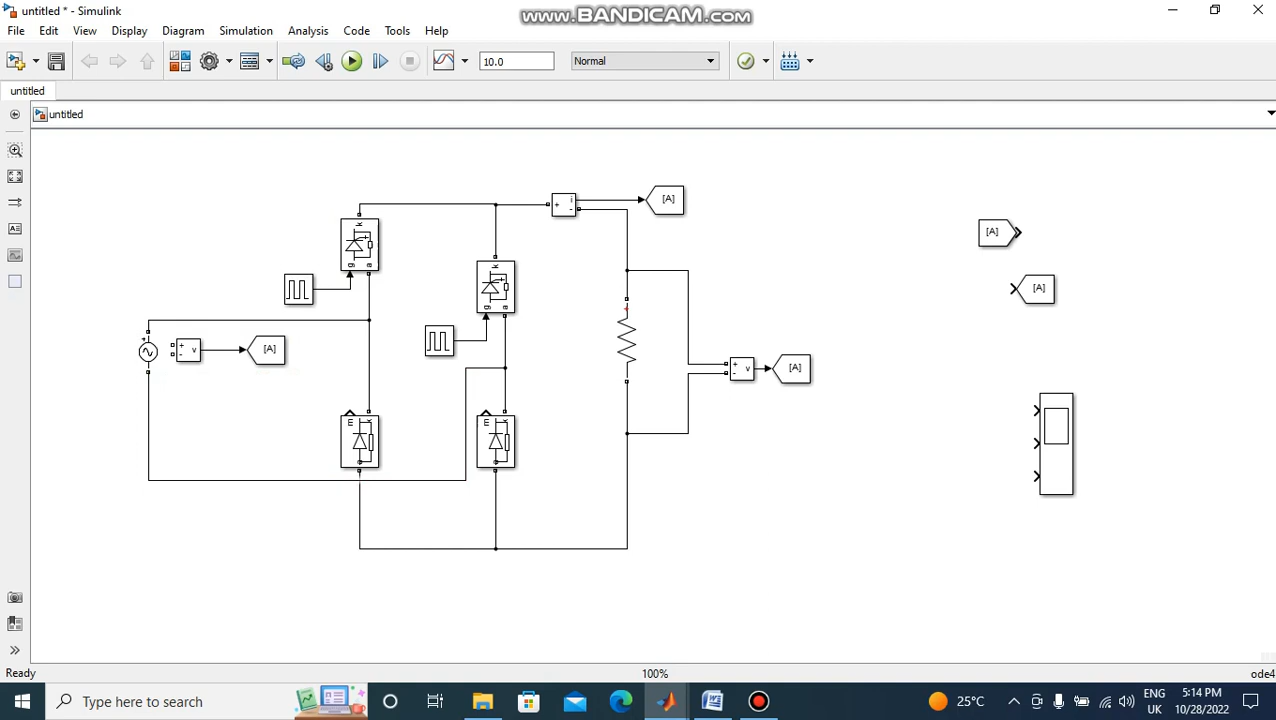 www.BANDICAM.com
untitled * - Simulink
File Edit View Display Diagram Simulation Analysis Code Tools Help
10.0
Normal
untitled
untitled
i
+
-
[A]
k
g a
k
g a
[A]
[A]
+
-
v
[A]
+
-
v
[A]
m k
m k
Ready
100%
ode4
Type here to search
25°C
ENG
UK
5:14 PM
10/28/2022